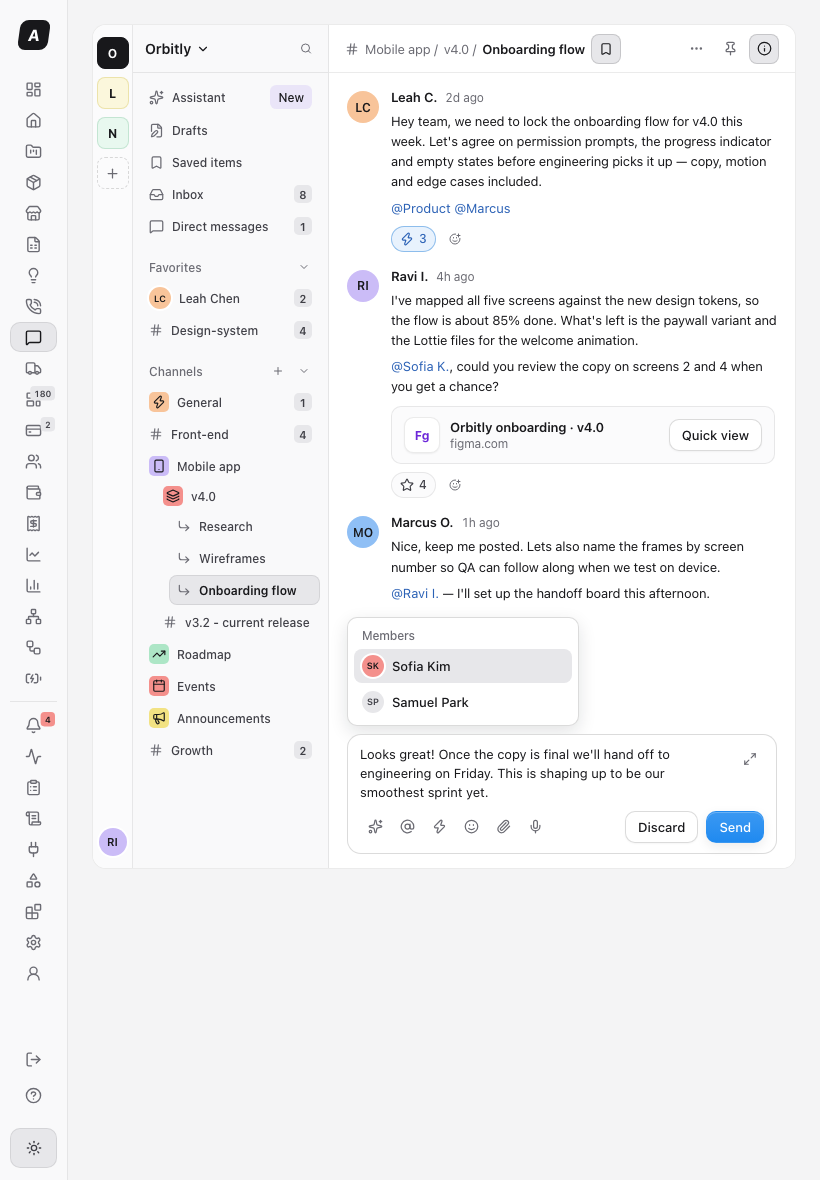 A
180
2
4
O
L
N
RI
Orbitly
Assistant
New
Drafts
Saved items
Inbox
8
Direct messages
1
Favorites
LC
Leah Chen
2
# Design-system
4
Channels
General
1
# Front-end
4
Mobile app
v4.0
Research
Wireframes
Onboarding flow
# v3.2 - current release
Roadmap
Events
Announcements
# Growth
2
# Mobile app / v4.0 / Onboarding flow
LC
Leah C. 2d ago
Hey team, we need to lock the onboarding flow for v4.0 this
week. Let's agree on permission prompts, the progress indicator
and empty states before engineering picks it up — copy, motion
and edge cases included.
@Product @Marcus
3
RI
Ravi I. 4h ago
I've mapped all five screens against the new design tokens, so
the flow is about 85% done. What's left is the paywall variant and
the Lottie files for the welcome animation.
@Sofia K., could you review the copy on screens 2 and 4 when
you get a chance?
Fg
Orbitly onboarding · v4.0
figma.com
Quick view
4
MO
Marcus O. 1h ago
Nice, keep me posted. Lets also name the frames by screen
number so QA can follow along when we test on device.
@Ravi I. — I'll set up the handoff board this afternoon.
Members
SK
Sofia Kim
SP
Samuel Park
Looks great! Once the copy is final we'll hand off to
engineering on Friday. This is shaping up to be our
smoothest sprint yet.
Discard
Send